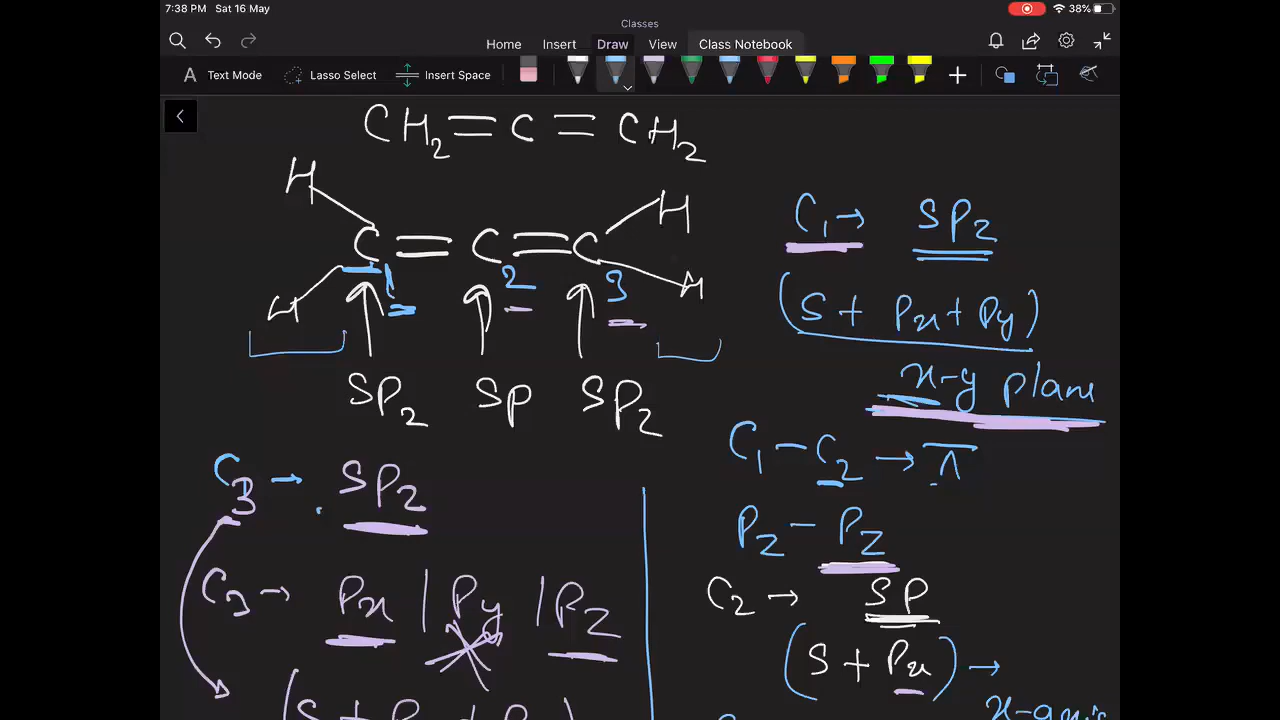 7:38 PM Sat 16 May
38%
Classes
Home Insert Draw View Class Notebook
Text Mode Lasso Select Insert Space
CH2=C=CH2
H H
C=C=C
1 2 3
H H
SP2 SP SP2
C1→ SP2
(S+Px+Py)
x-y plane
C1-C2→π
Pz-Pz
C2→ SP
(S+Px)→
x-axis
C3→ SP2
C3→ Px | Py | Pz